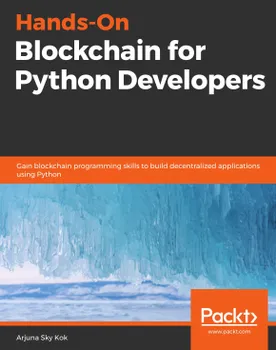 Hands-On
Blockchain for
Python Developers
Gain blockchain programming skills to build decentralized applications
using Python
Packt>
www.packt.com
Arjuna Sky Kok